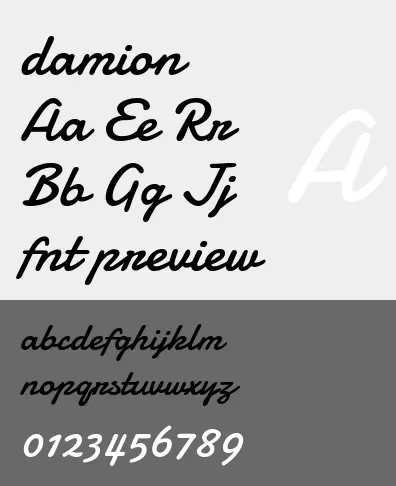 damion
Aa Ee Rr
A
Bb Gg Jj
fnt preview
abcdefghijklm
nopqrstuvwxyz
0123456789